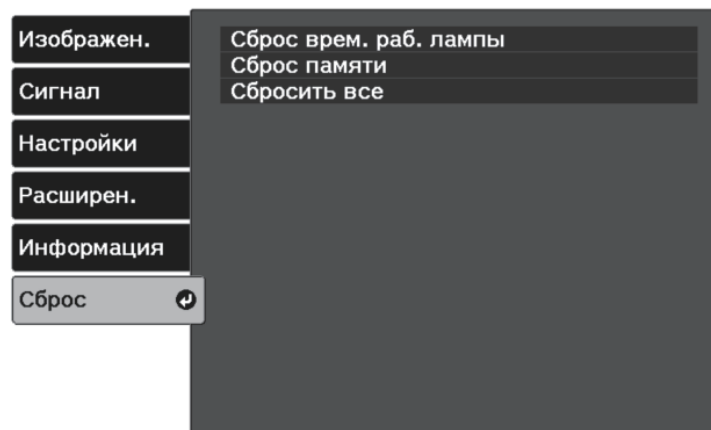 Изображен.
Сигнал
Настройки
Расширен.
Информация
Сброс
Сброс врем. раб. лампы
Сброс памяти
Сбросить все